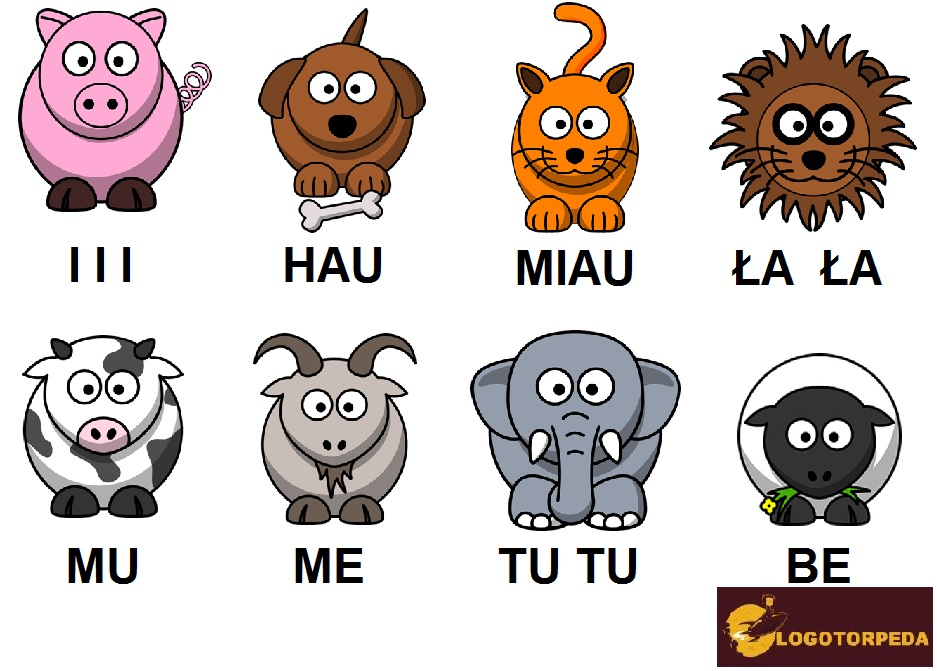 I I I HAU MIAU ŁA ŁA
MU ME TU TU BE
LOGOTORPEDA